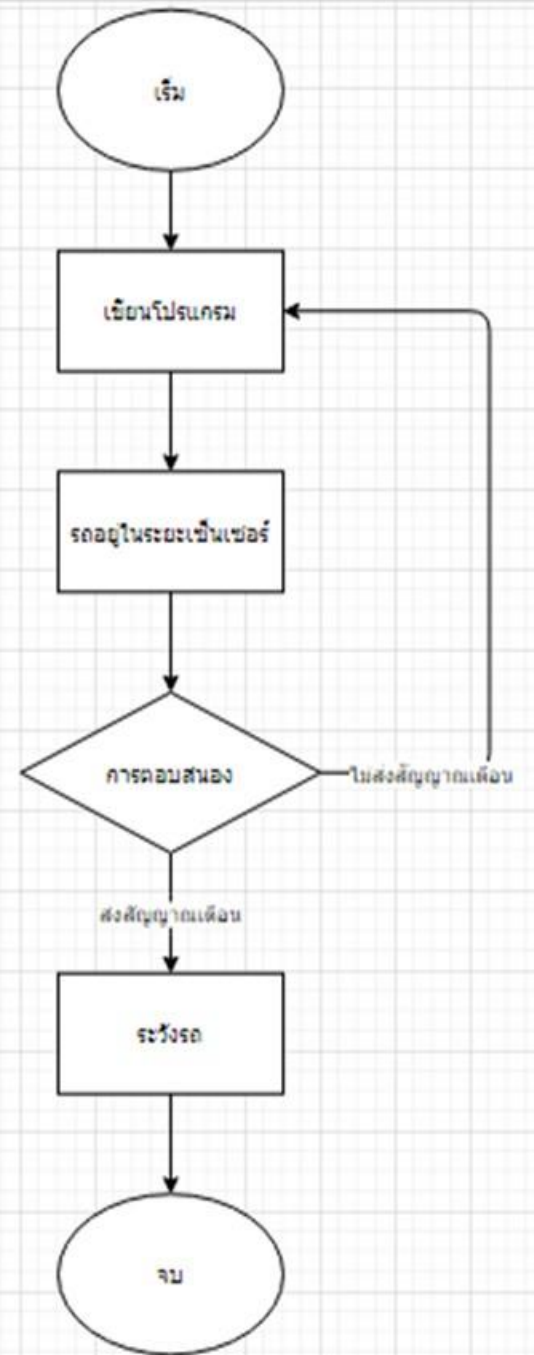 เริ่ม
เขียนโปรแกรม
รถอยู่ในระยะเซ็นเซอร์
การตอบสนอง
ไม่ส่งสัญญาณเตือน
ส่งสัญญาณเตือน
ระวังรถ
จบ